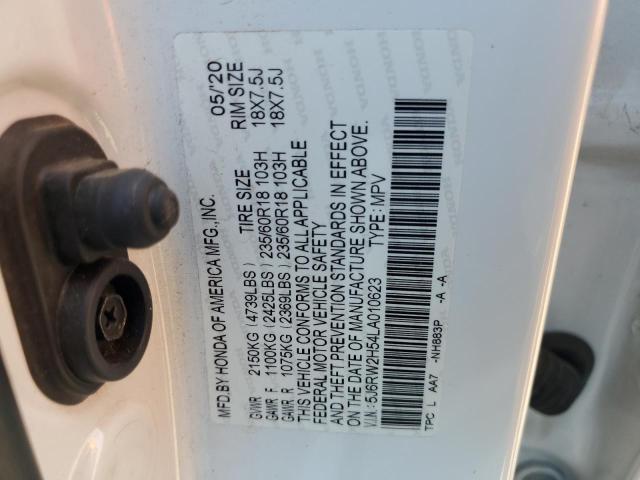 MFD.BY HONDA OF AMERICA MFG.,INC. 05/20
TIRE SIZE RIM SIZE
GVWR 2150KG (4739LBS)
GAWR F 1100KG (2425LBS) 235/60R18 103H 18X7.5J
GAWR R 1075KG (2369LBS) 235/60R18 103H 18X7.5J
THIS VEHICLE CONFORMS TO ALL APPLICABLE
FEDERAL MOTOR VEHICLE SAFETY
AND THEFT PREVENTION STANDARDS IN EFFECT
ON THE DATE OF MANUFACTURE SHOWN ABOVE.
V.I.N.: 5J6RW2H54LA010623 TYPE: MPV
-NH883P -A -A
TPC L AA7